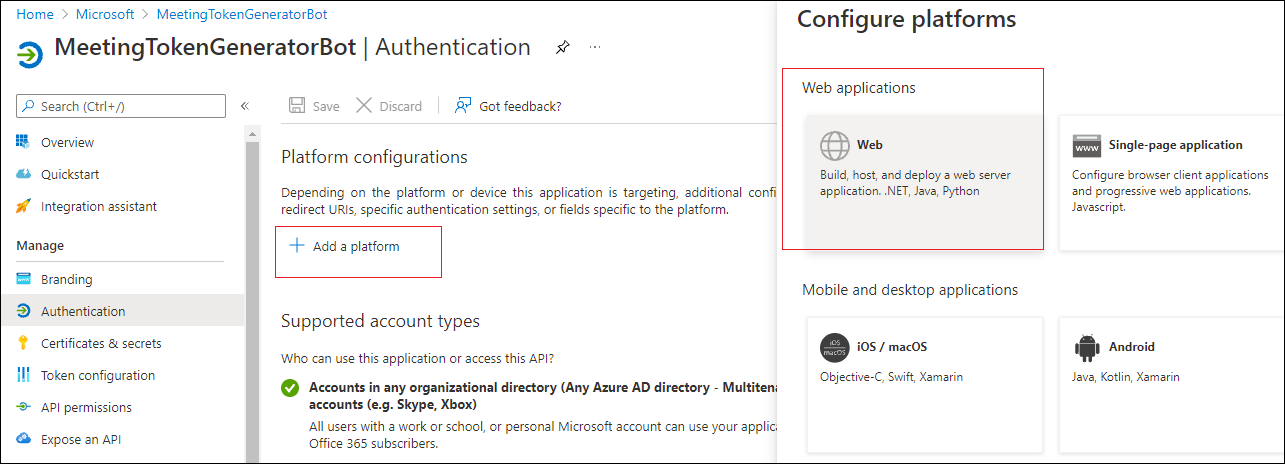 Home > Microsoft > MeetingTokenGeneratorBot
MeetingTokenGeneratorBot | Authentication
Search (Ctrl+/)
Overview
Quickstart
Integration assistant
Manage
Branding
Authentication
Certificates & secrets
Token configuration
API permissions
Expose an API
Save Discard Got feedback?
Platform configurations
Depending on the platform or device this application is targeting, additional confi
redirect URIs, specific authentication settings, or fields specific to the platform.
Add a platform
Supported account types
Who can use this application or access this API?
Accounts in any organizational directory (Any Azure AD directory - Multitena
accounts (e.g. Skype, Xbox)
All users with a work or school, or personal Microsoft account can use your applica
Office 365 subscribers.
Configure platforms
Web applications
Web
Build, host, and deploy a web server
application. .NET, Java, Python
www
Single-page application
Configure browser client applications
and progressive web applications.
Javascript.
Mobile and desktop applications
iOS
macOS
iOS / macOS
Objective-C, Swift, Xamarin
Android
Java, Kotlin, Xamarin